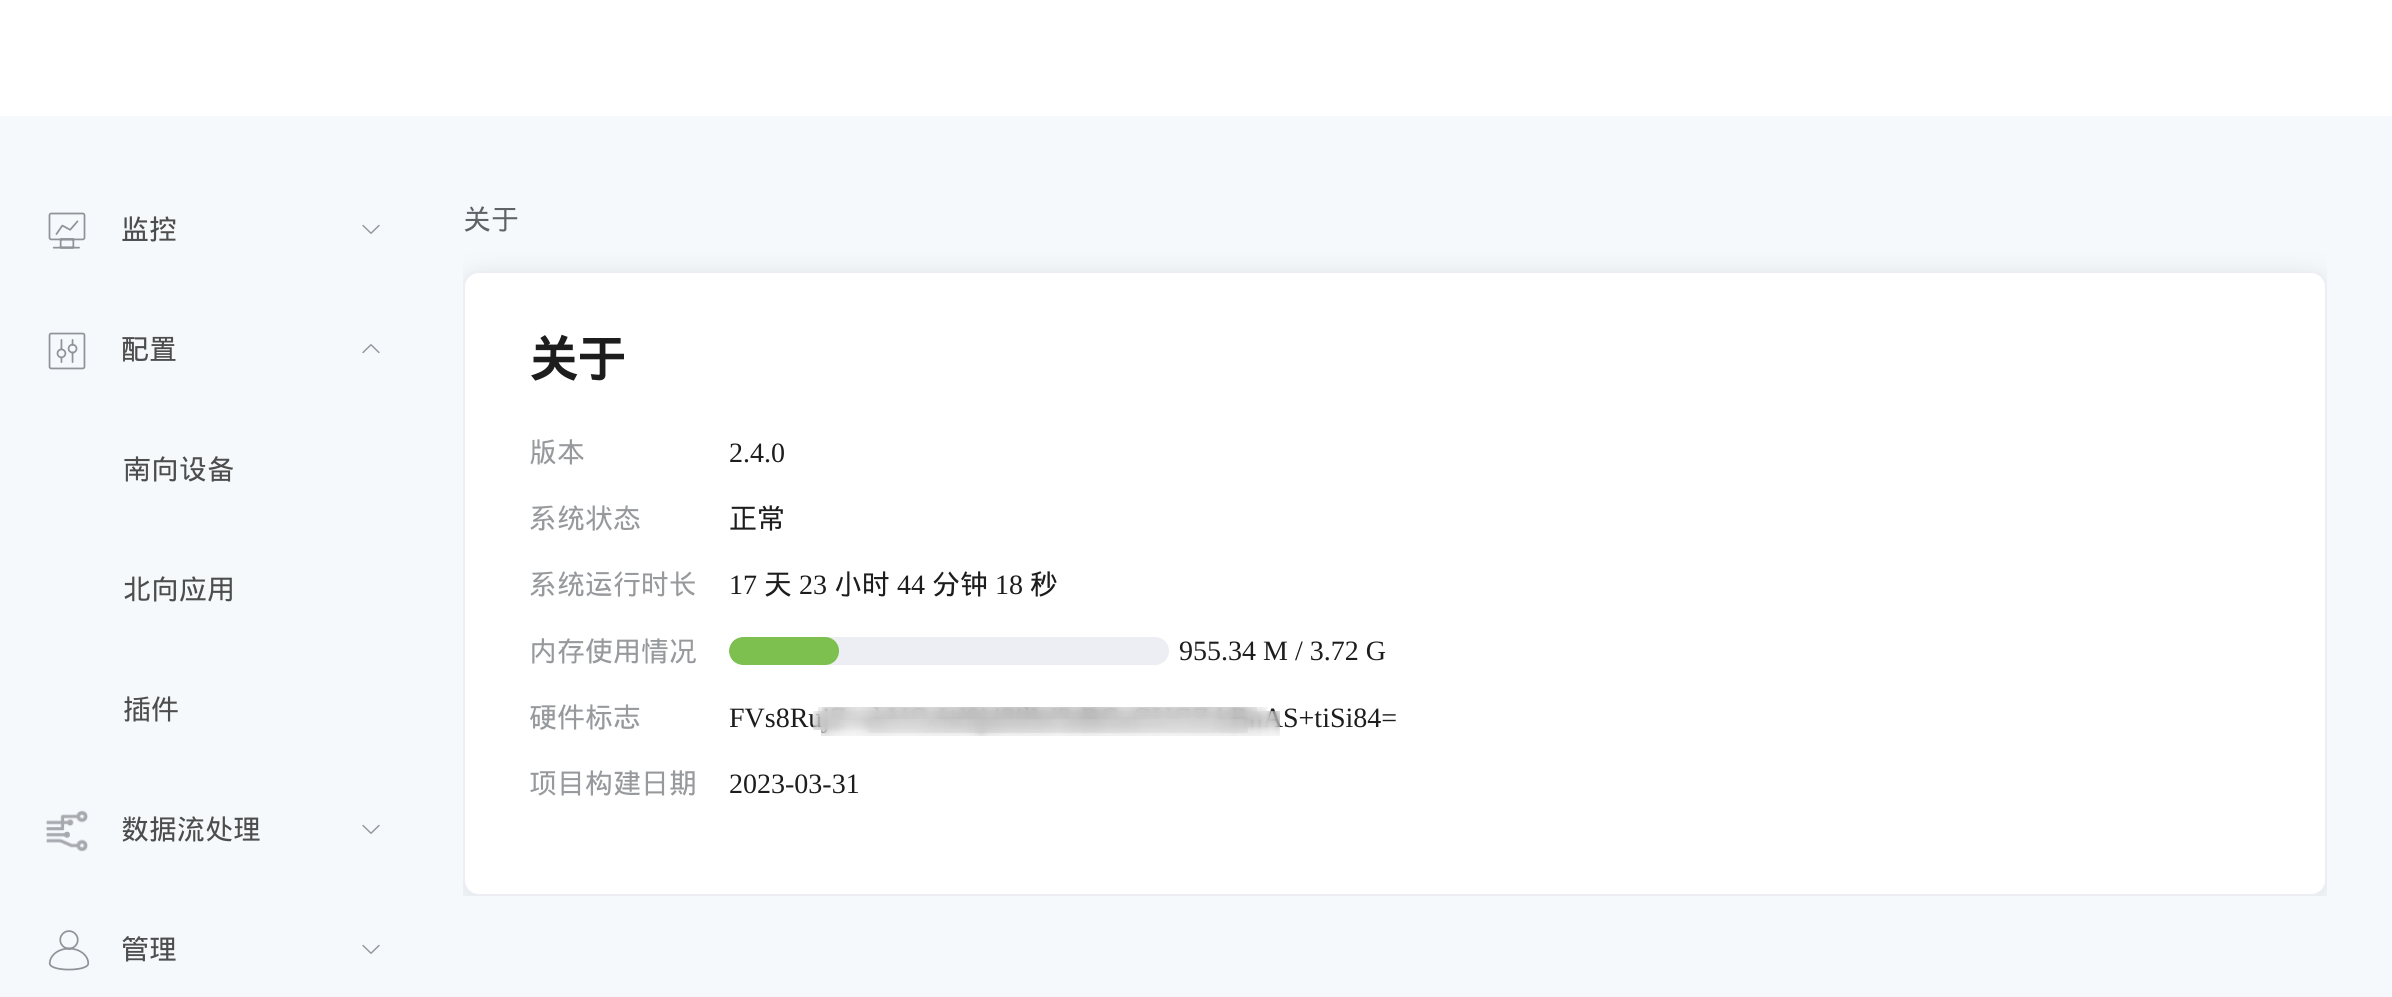 监控
配置
南向设备
北向应用
插件
数据流处理
管理
关于
关于
版本 2.4.0
系统状态 正常
系统运行时长 17 天 23 小时 44 分钟 18 秒
内存使用情况 955.34 M / 3.72 G
硬件标志 FVs8Ru AS+tiSi84=
项目构建日期 2023-03-31